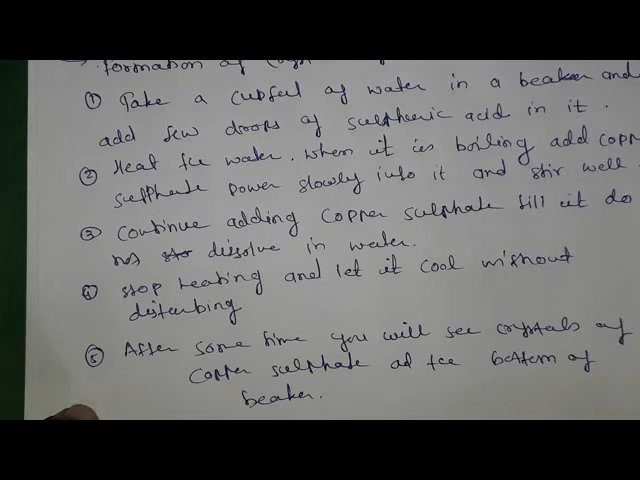 formation of
① Take a cupful of water in a beaker and
add few drops of sulpheric acid in it.
② Heat the water. when it is boiling add copp
sulphate power slowly into it and stir well.
③ continue adding copper sulphate till it do
not dissolve in water.
④ stop heating and let it cool without
disturbing
⑤ After some time you will see crystals of
copper sulphate at the bottom of
beaker.